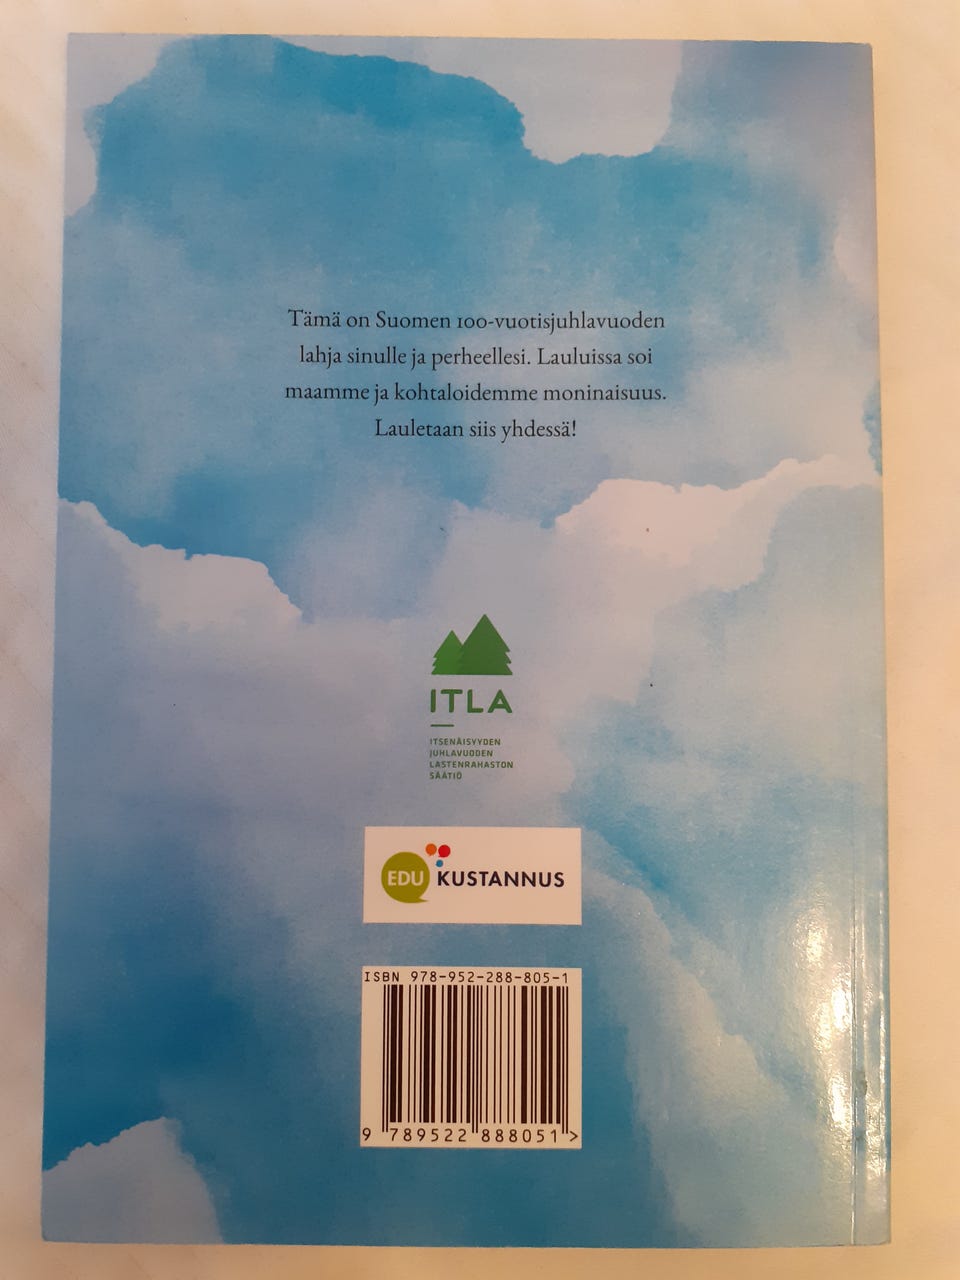 Tämä on Suomen 100-vuotisjuhlavuoden
lahja sinulle ja perheellesi. Lauluissa soi
maamme ja kohtaloidemme moninaisuus.
Lauletaan siis yhdessä!
ITLA
ITSENÄISYYDEN
JUHLAVUODEN
LASTENRAHASTON
SÄÄTIÖ
EDU KUSTANNUS
ISBN 978-952-288-805-1
9 789522 888051 >